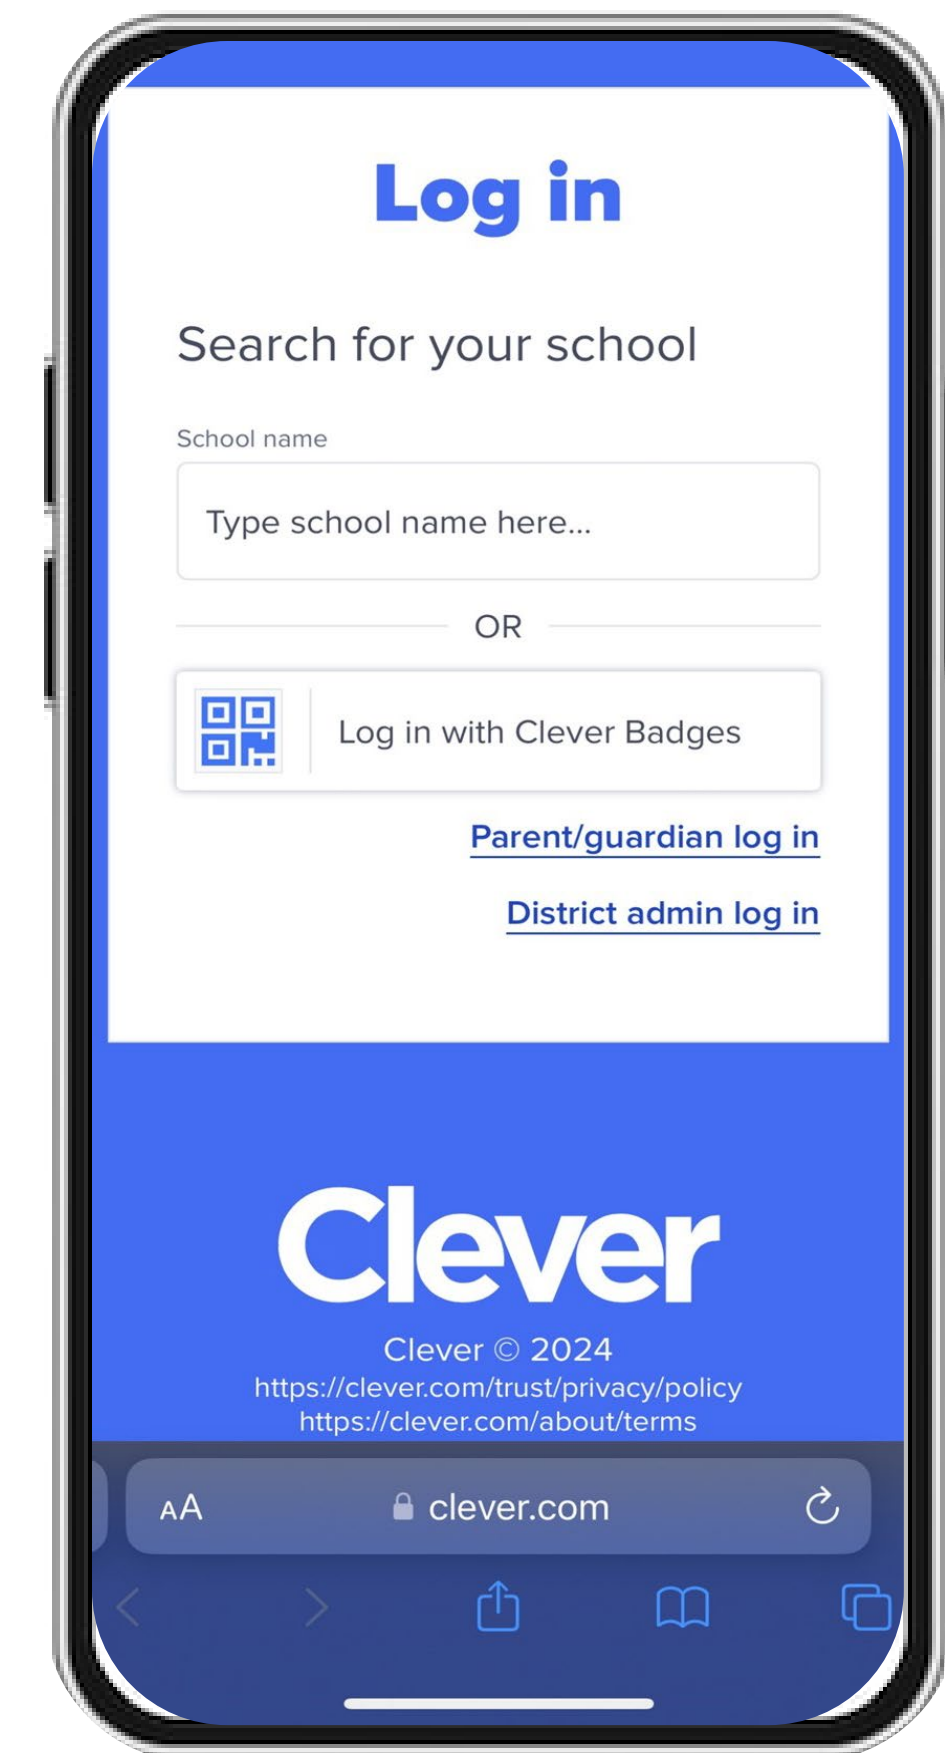 Log in
Search for your school
School name
Type school name here...
OR
Log in with Clever Badges
Parent/guardian log in
District admin log in
Clever
Clever © 2024
https://clever.com/trust/privacy/policy
https://clever.com/about/terms
AA clever.com